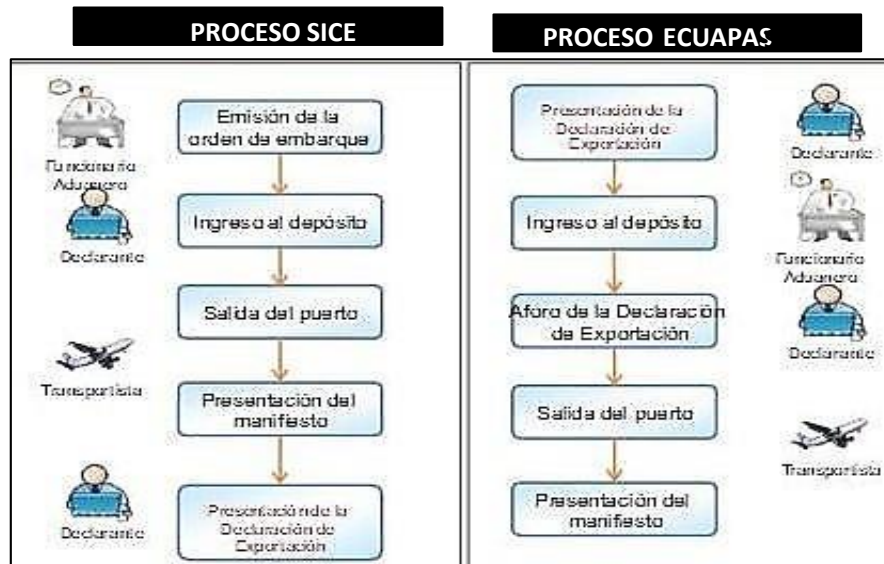 PROCESO SICE
Funcionario
Aduanero
Declarante
Transportista
Declarante
Emisión de la
orden de embarque
Ingreso al depósito
Salida del puerto
Presentación del
manifiesto
Presentación de la
Declaración de
Exportación
PROCESO ECUAPAS
Presentación de la
Declaración de
Exportación
Ingreso al depósito
Aforo de la Declaración
de Exportación
Salida del puerto
Presentación del
manifiesto
Declarante
Funcionario
Aduanero
Declarante
Transportista